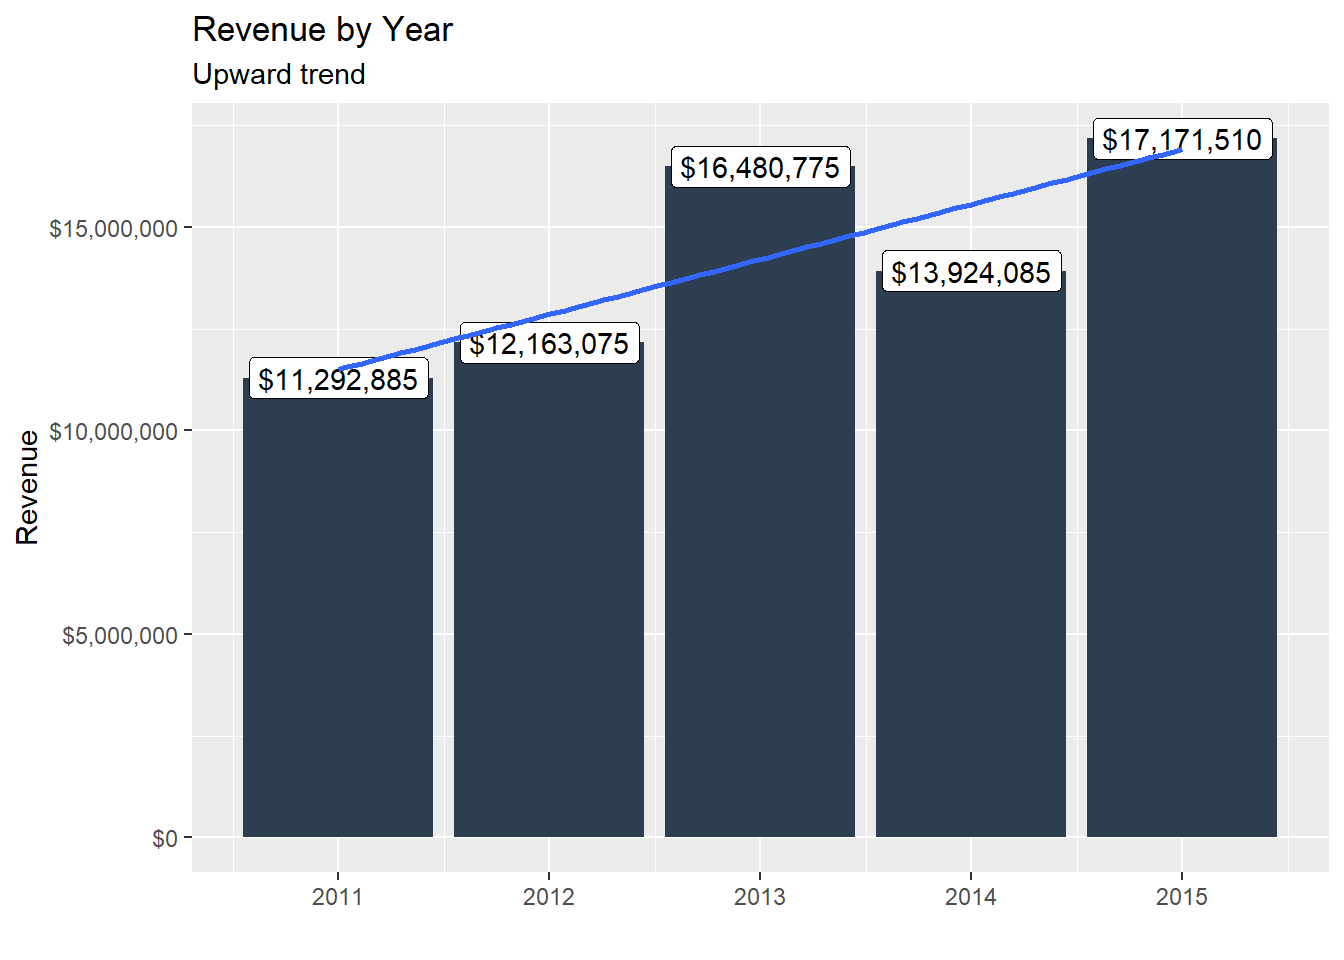 Revenue by Year
Upward trend
$17,171,510
$16,480,775
$15,000,000
$13,924,085
$12,163,075
$11,292,885
$10,000,000
Revenue
$5,000,000
$0
2011 2012 2013 2014 2015